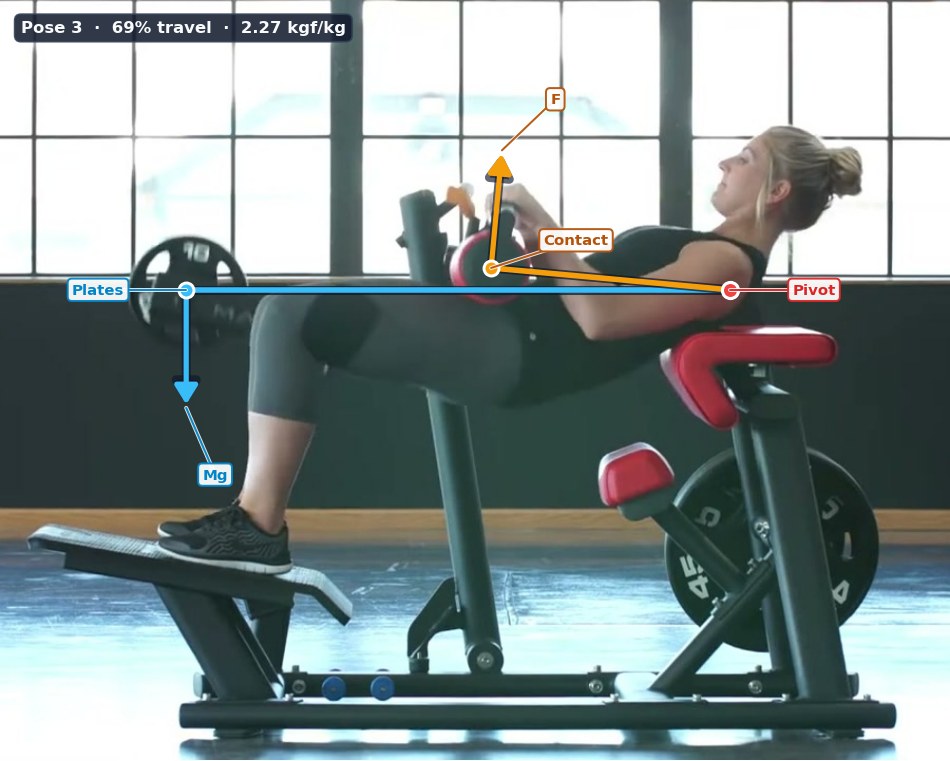 Pose 3 · 69% travel · 2.27 kgf/kg
F
Contact
Plates
Pivot
Mg
45